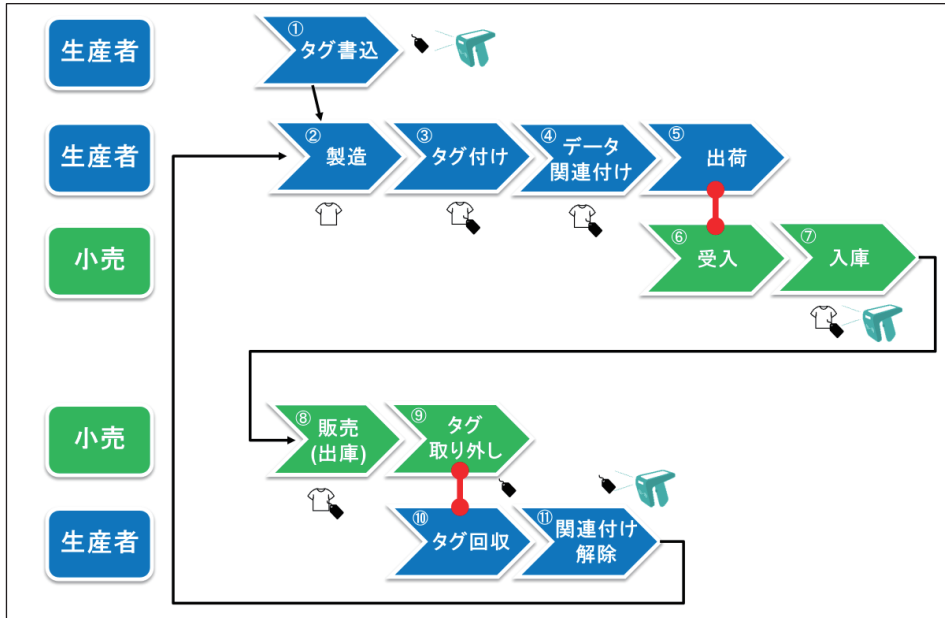 生産者
①
タグ書込
生産者
②
製造
③
タグ付け
④
データ
関連付け
⑤
出荷
小売
⑥
受入
⑦
入庫
小売
⑧
販売
(出庫)
⑨
タグ
取り外し
生産者
⑩
タグ回収
⑪
関連付け
解除